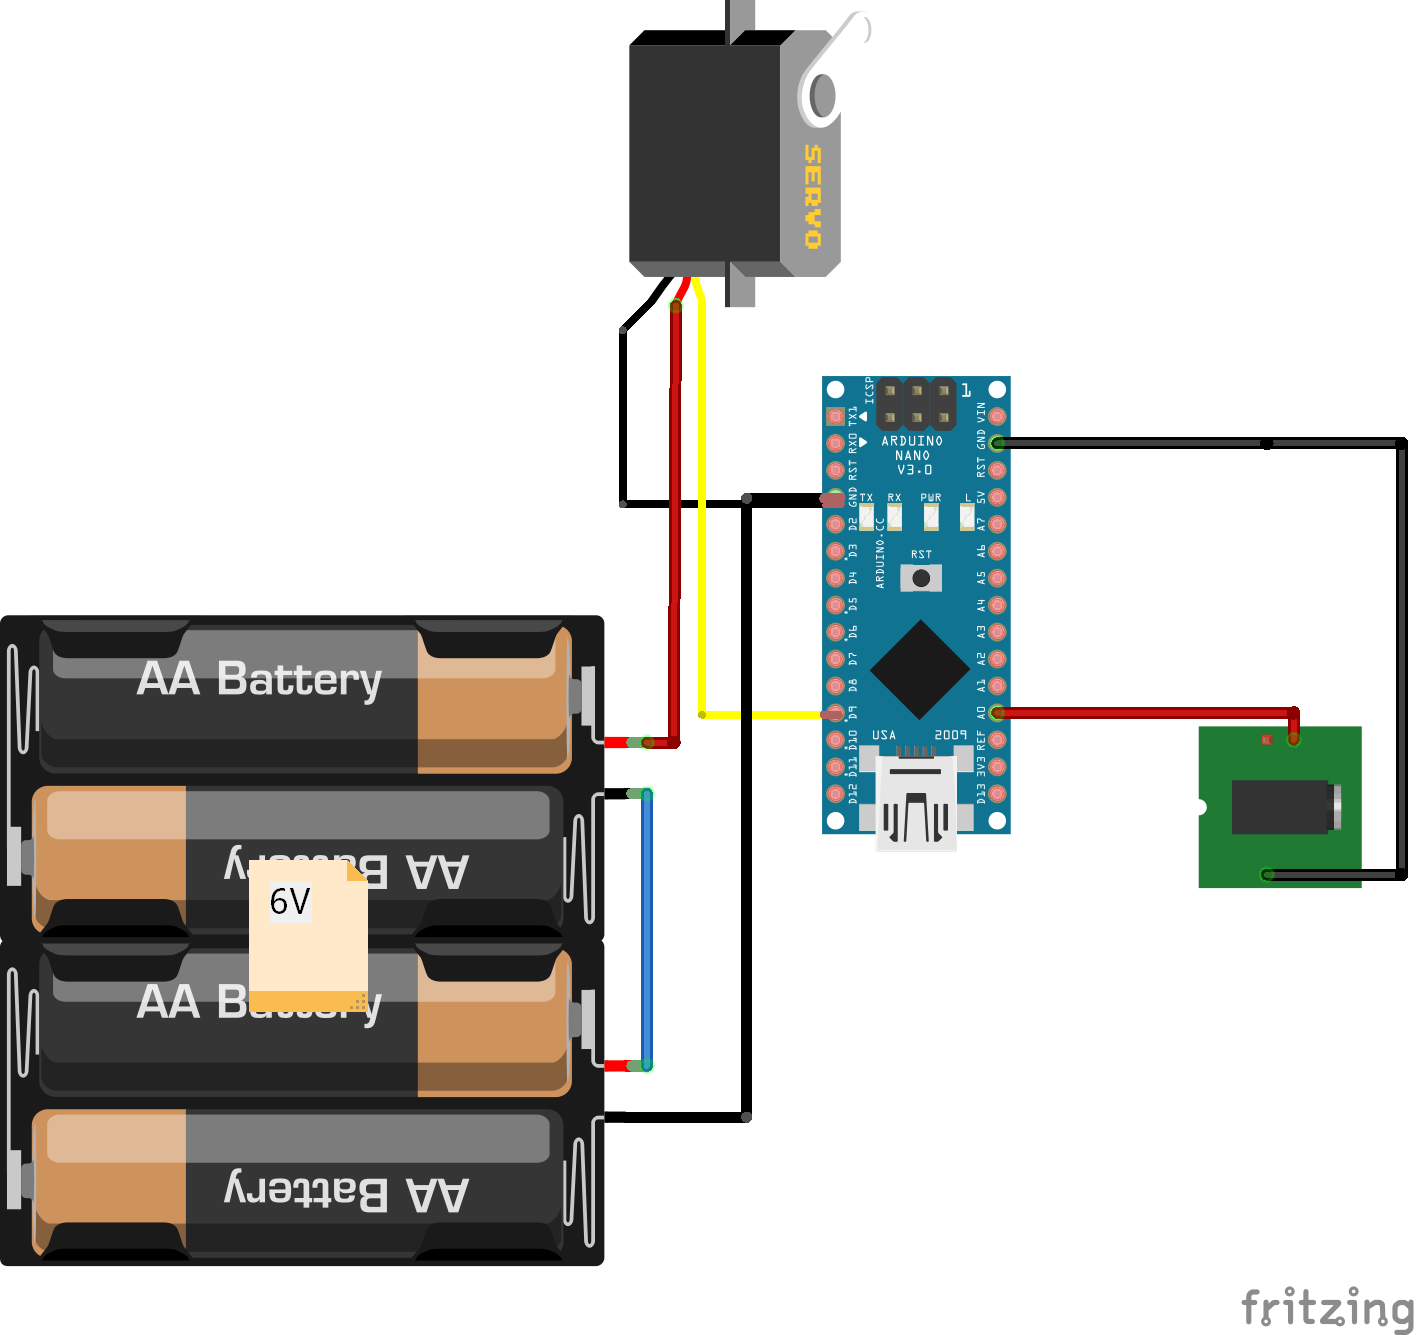 SERVO
ICSP
1
TX1
RX0
RST
GND
D2
D3
D4
D5
D6
D7
D8
D9
D10
D11
D12
ARDUINO
NANO
V3.0
TX
RX
PWR
L
ARDUINO.CC
RST
USA
2009
VIN
GND
RST
5V
A7
A6
A5
A4
A3
A2
A1
A0
REF
3V3
D13
AA Battery
AA Battery
6V
AA Battery
AA Battery
fritzing